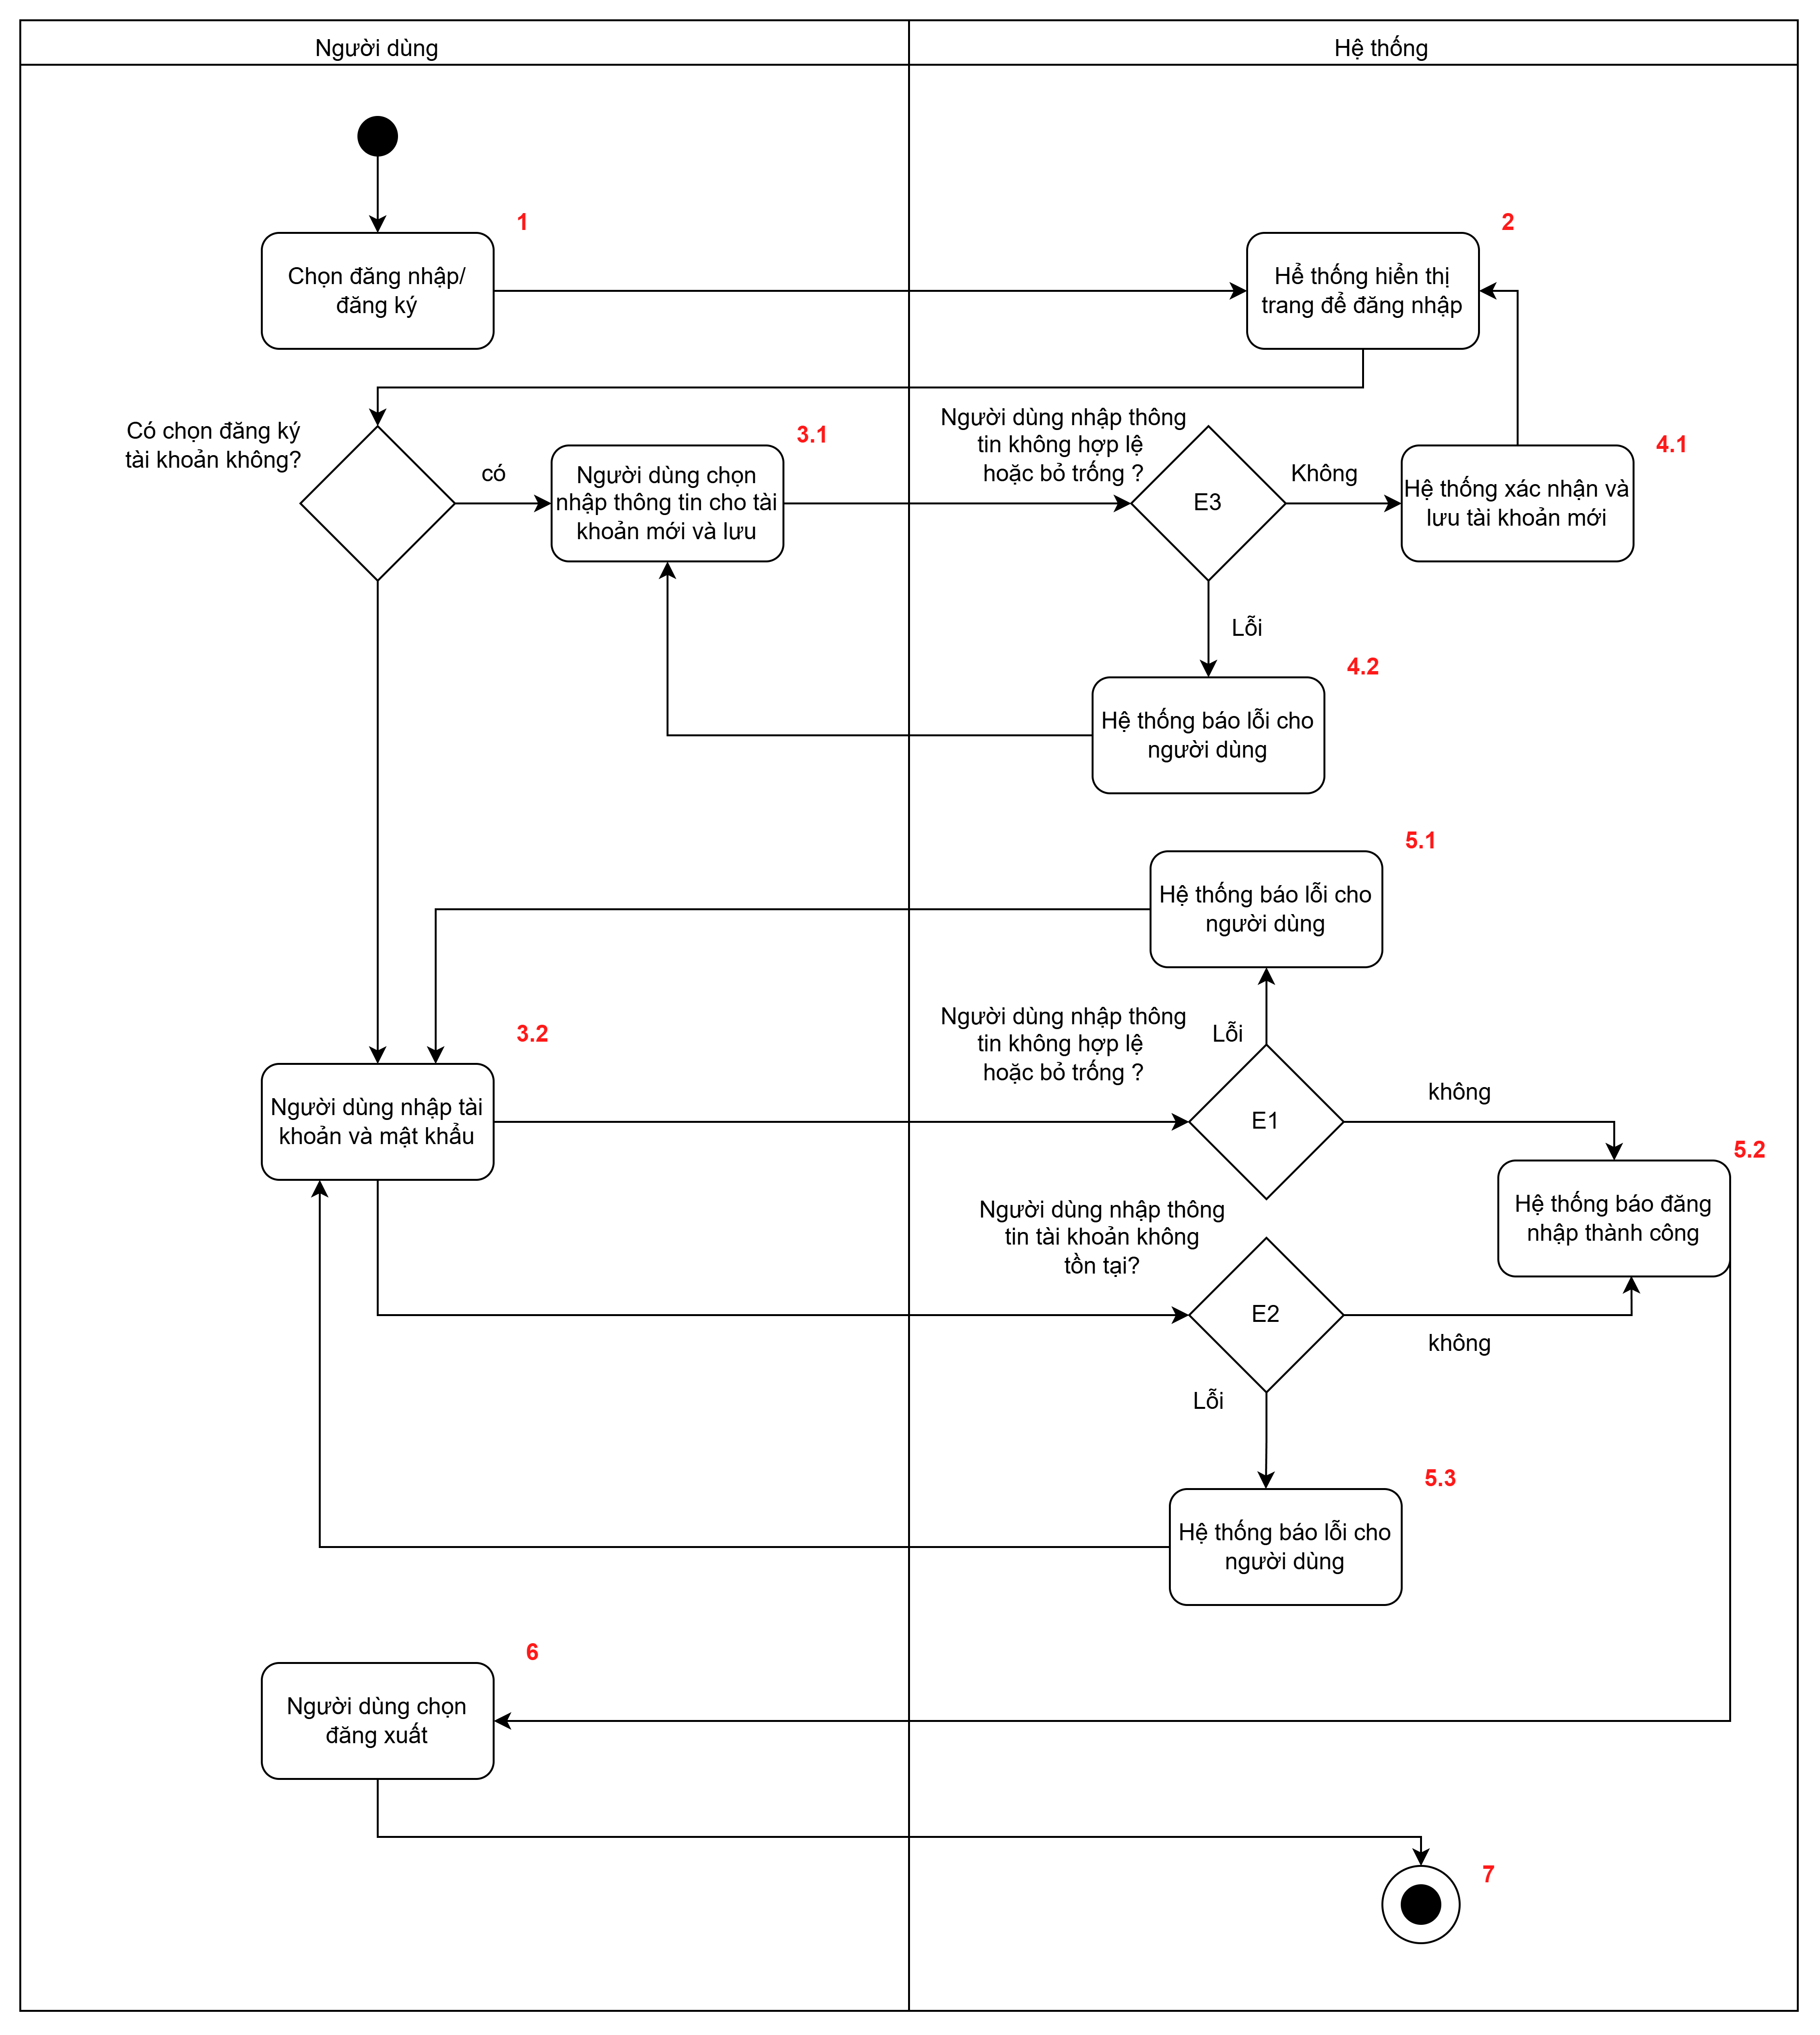 Người dùng
Hệ thống
1
2
Chọn đăng nhập/
đăng ký
Hể thống hiển thị
trang để đăng nhập
Có chọn đăng ký
tài khoản không?
có
3.1
Người dùng chọn
nhập thông tin cho tài
khoản mới và lưu
Người dùng nhập thông
tin không hợp lệ
hoặc bỏ trống ?
E3
Không
4.1
Hệ thống xác nhận và
lưu tài khoản mới
Lỗi
4.2
Hệ thống báo lỗi cho
người dùng
5.1
Hệ thống báo lỗi cho
người dùng
3.2
Người dùng nhập tài
khoản và mật khẩu
Người dùng nhập thông
tin không hợp lệ
hoặc bỏ trống ?
Lỗi
E1
không
5.2
Hệ thống báo đăng
nhập thành công
Người dùng nhập thông
tin tài khoản không
tồn tại?
E2
không
Lỗi
5.3
Hệ thống báo lỗi cho
người dùng
6
Người dùng chọn
đăng xuất
7